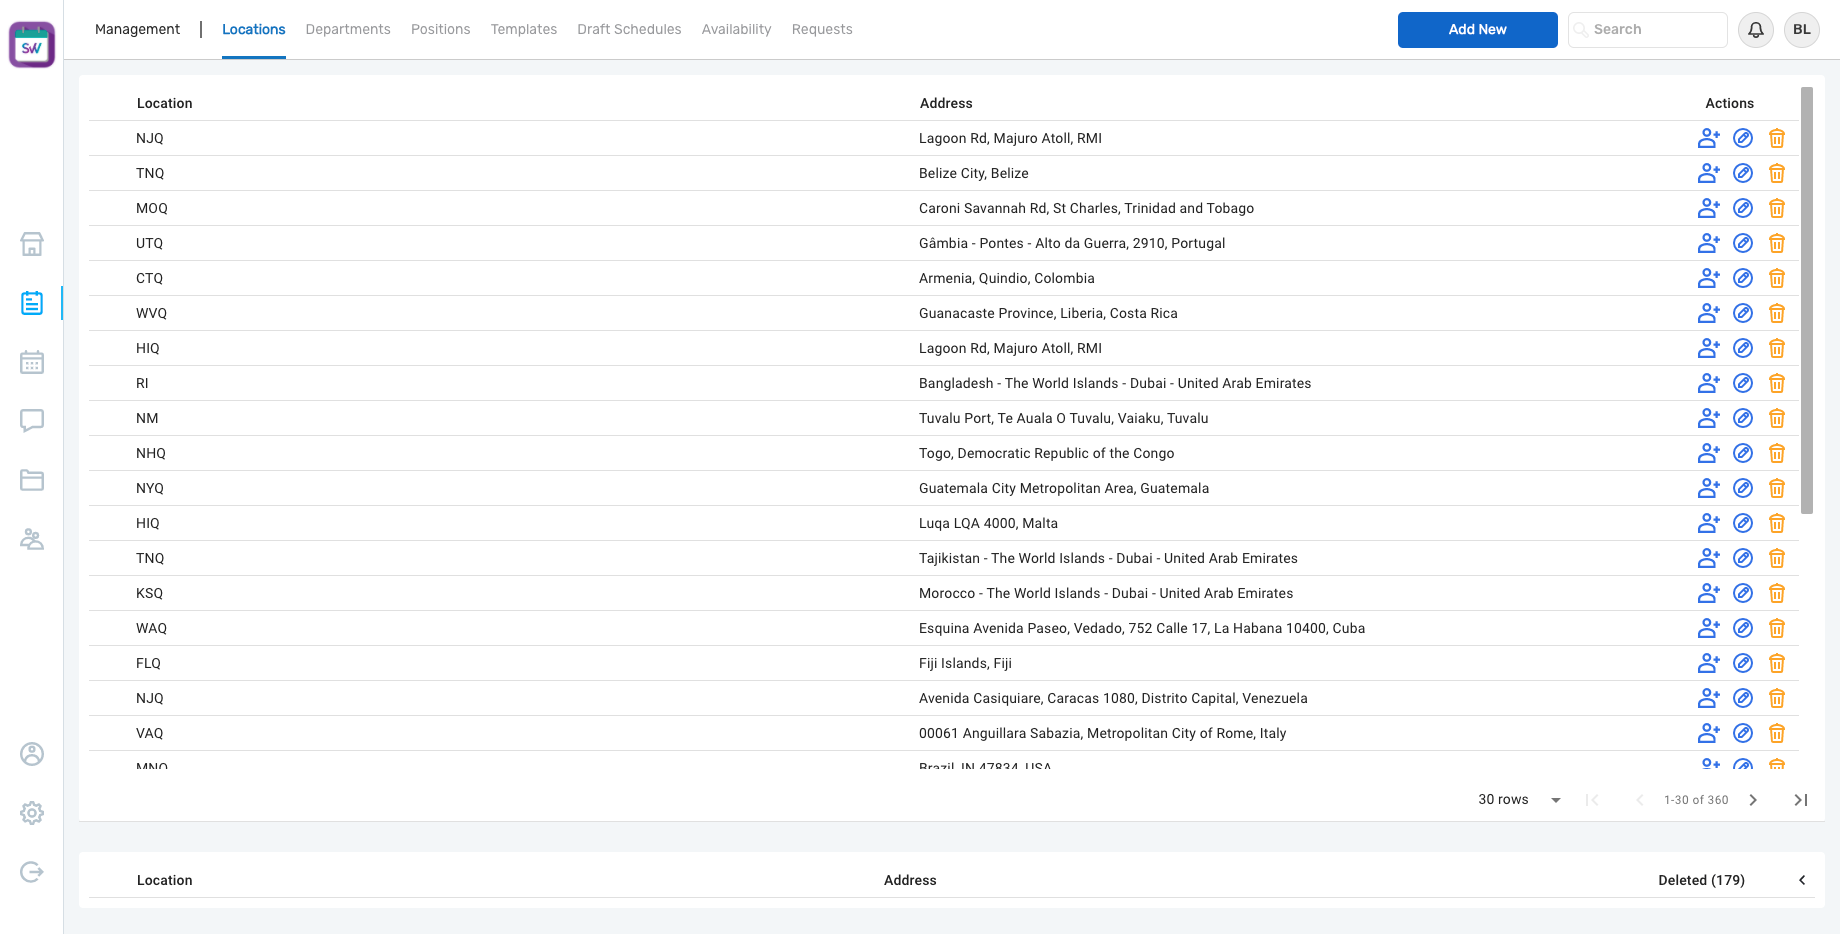 SW
Management | Locations Departments Positions Templates Draft Schedules Availability Requests Add New Search BL
Location Address Actions
NJQ Lagoon Rd, Majuro Atoll, RMI
TNQ Belize City, Belize
MOQ Caroni Savannah Rd, St Charles, Trinidad and Tobago
UTQ Gâmbia - Pontes - Alto da Guerra, 2910, Portugal
CTQ Armenia, Quindio, Colombia
WVQ Guanacaste Province, Liberia, Costa Rica
HIQ Lagoon Rd, Majuro Atoll, RMI
RI Bangladesh - The World Islands - Dubai - United Arab Emirates
NM Tuvalu Port, Te Auala O Tuvalu, Vaiaku, Tuvalu
NHQ Togo, Democratic Republic of the Congo
NYQ Guatemala City Metropolitan Area, Guatemala
HIQ Luqa LQA 4000, Malta
TNQ Tajikistan - The World Islands - Dubai - United Arab Emirates
KSQ Morocco - The World Islands - Dubai - United Arab Emirates
WAQ Esquina Avenida Paseo, Vedado, 752 Calle 17, La Habana 10400, Cuba
FLQ Fiji Islands, Fiji
NJQ Avenida Casiquiare, Caracas 1080, Distrito Capital, Venezuela
VAQ 00061 Anguillara Sabazia, Metropolitan City of Rome, Italy
MNQ Brazil, IN 47834, USA
30 rows 1-30 of 360
Location Address Deleted (179)